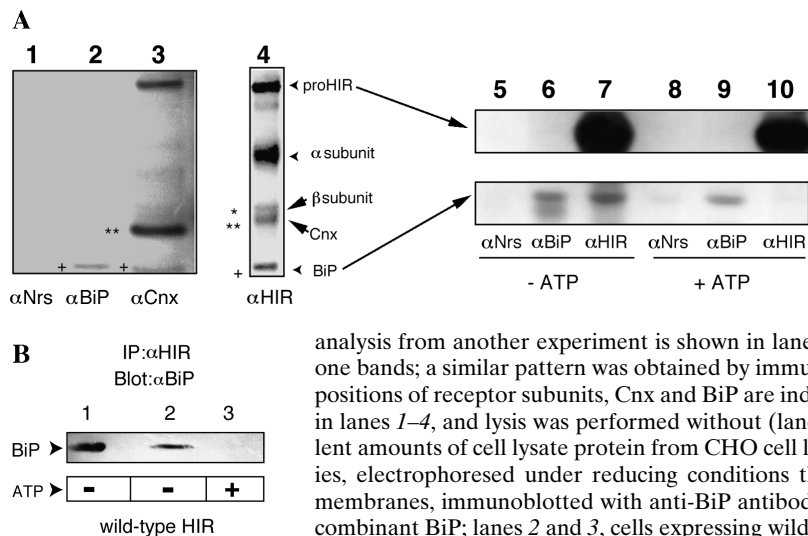 A
1 2 3 4 5 6 7 8 9 10
proHIR
α subunit
β subunit
*
**
**
Cnx
+ +
+
BiP
αNrs αBiP αCnx
αHIR
αNrs αBiP αHIR αNrs αBiP αHIR
- ATP + ATP
B
IP:αHIR
Blot:αBiP
1 2 3
BiP
ATP - - +
wild-type HIR
analysis from another experiment is shown in lane
one bands; a similar pattern was obtained by immu
positions of receptor subunits, Cnx and BiP are ind
in lanes 1–4, and lysis was performed without (lane
lent amounts of cell lysate protein from CHO cell l
ies, electrophoresed under reducing conditions th
membranes, immunoblotted with anti-BiP antibod
combinant BiP; lanes 2 and 3, cells expressing wild